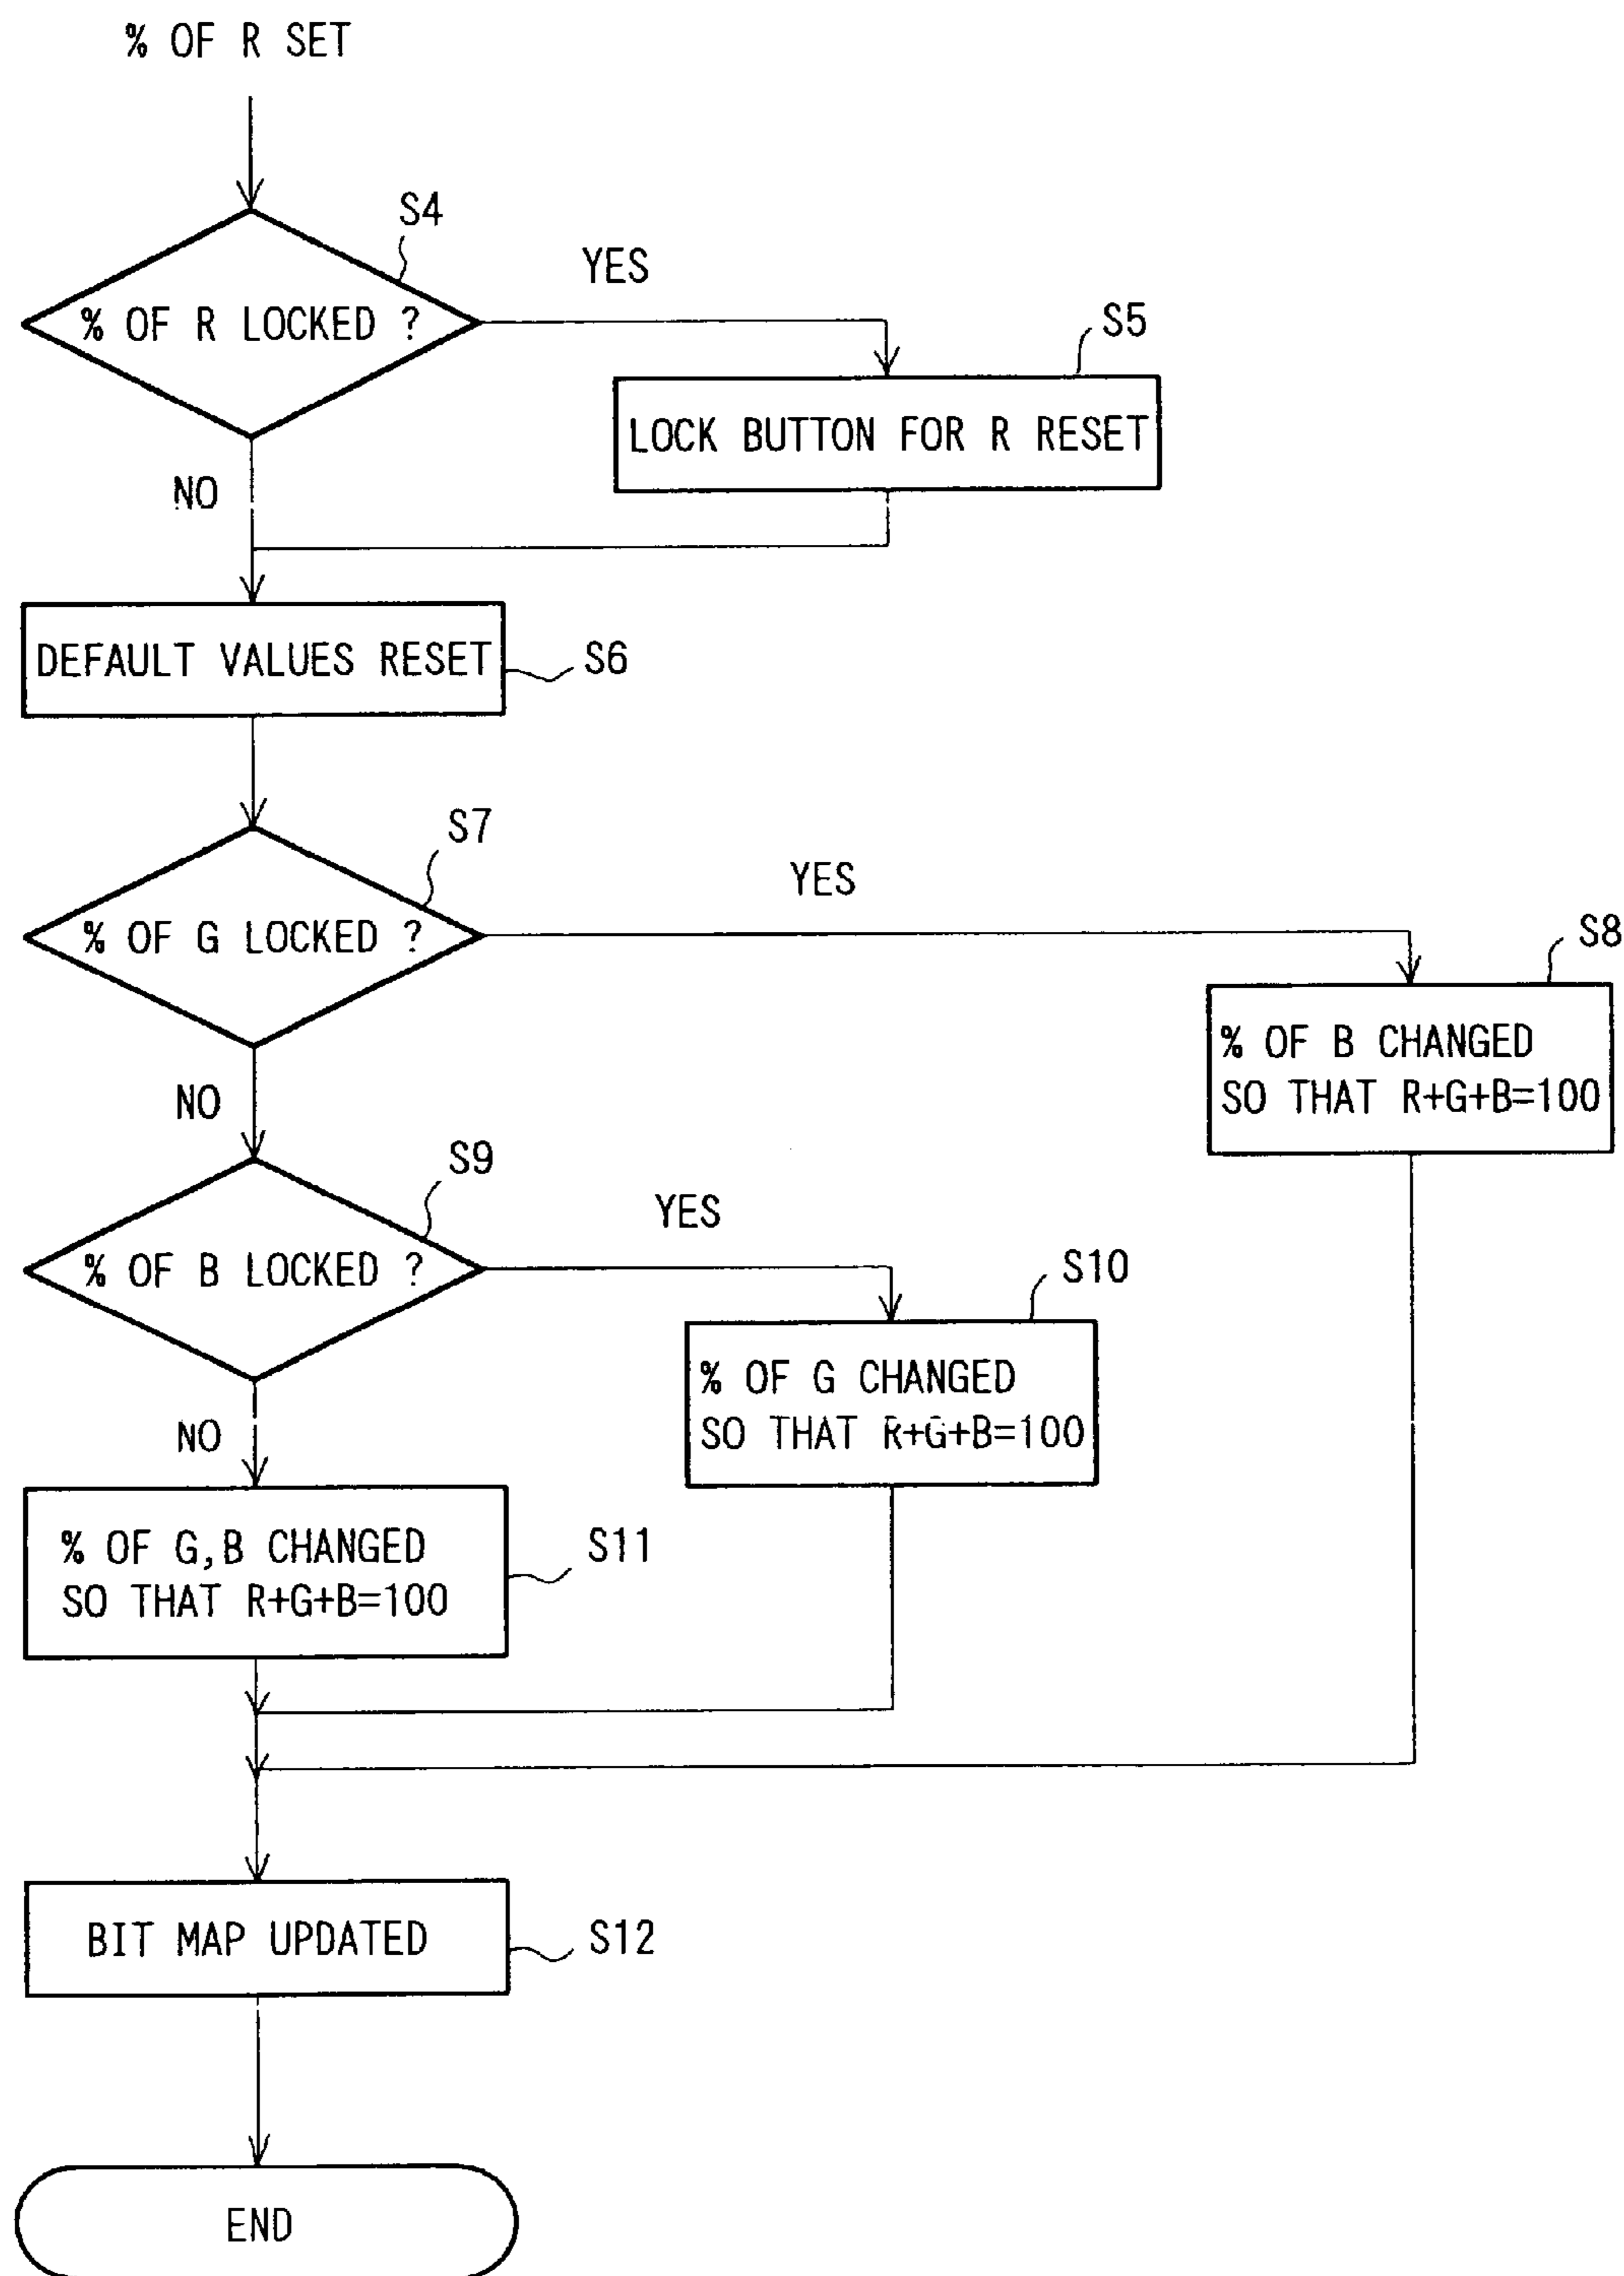 % OF R SET
S4
YES
% OF R LOCKED ?
S5
LOCK BUTTON FOR R RESET
NO
DEFAULT VALUES RESET
S6
S7
YES
% OF G LOCKED ?
S8
% OF B CHANGED
SO THAT R+G+B=100
NO
S9
YES
% OF B LOCKED ?
S10
% OF G CHANGED
SO THAT R+G+B=100
NO
% OF G,B CHANGED
SO THAT R+G+B=100
S11
BIT MAP UPDATED
S12
END